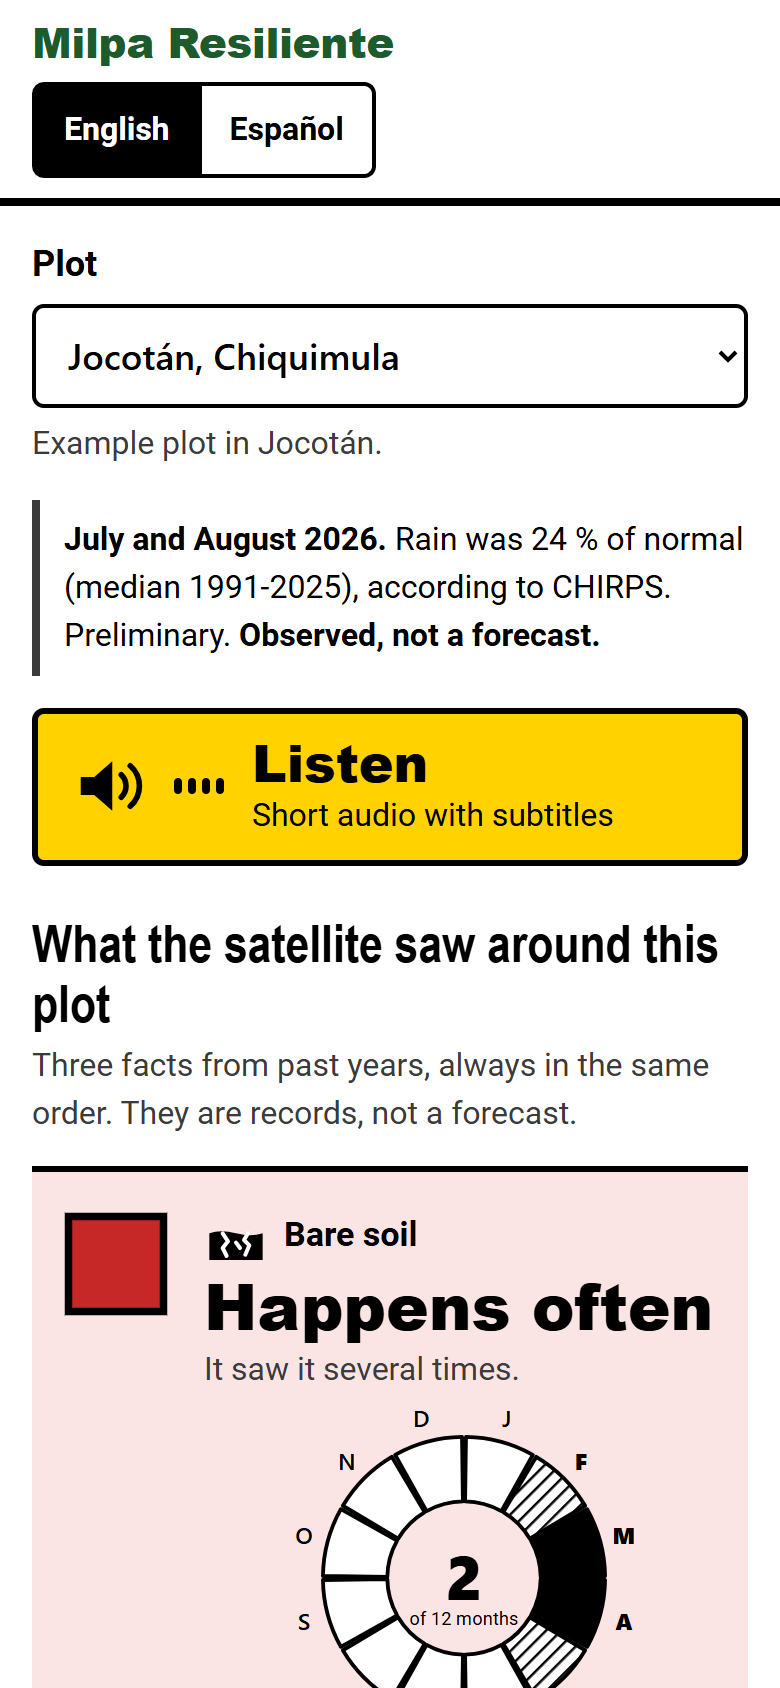 Milpa Resiliente
English Español
Plot
Jocotán, Chiquimula
Example plot in Jocotán.
July and August 2026. Rain was 24 % of normal
(median 1991-2025), according to CHIRPS.
Preliminary. Observed, not a forecast.
Listen
Short audio with subtitles
What the satellite saw around this
plot
Three facts from past years, always in the same
order. They are records, not a forecast.
Bare soil
Happens often
It saw it several times.
D J
N F
O M
2
of 12 months
S A